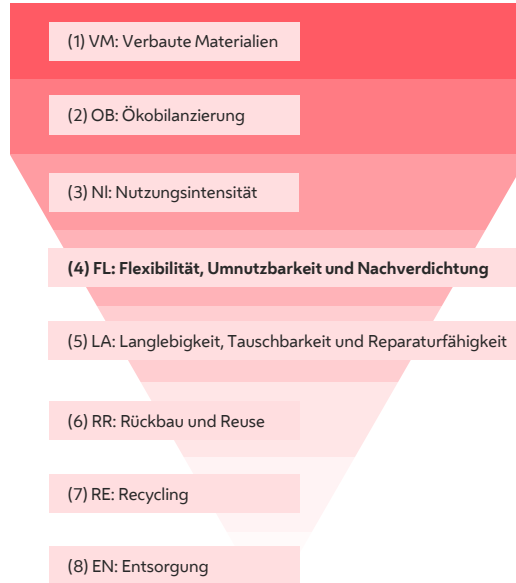 (1) VM: Verbaute Materialien
(2) OB: Ökobilanzierung
(3) NI: Nutzungsintensität
(4) FL: Flexibilität, Umnutzbarkeit und Nachverdichtung
(5) LA: Langlebigkeit, Tauschbarkeit und Reparaturfähigkeit
(6) RR: Rückbau und Reuse
(7) RE: Recycling
(8) EN: Entsorgung